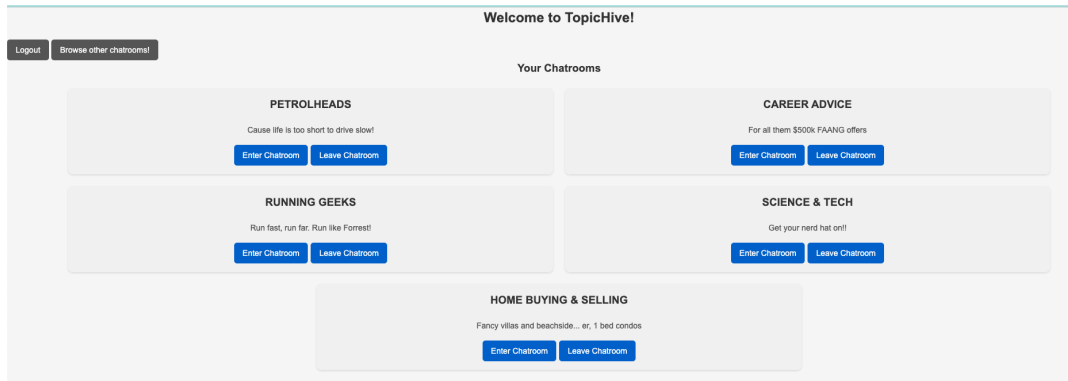 Welcome to TopicHive!
Logout Browse other chatrooms!
Your Chatrooms
PETROLHEADS
Cause life is too short to drive slow!
Enter Chatroom Leave Chatroom
CAREER ADVICE
For all them $500k FAANG offers
Enter Chatroom Leave Chatroom
RUNNING GEEKS
Run fast, run far. Run like Forrest!
Enter Chatroom Leave Chatroom
SCIENCE & TECH
Get your nerd hat on!!
Enter Chatroom Leave Chatroom
HOME BUYING & SELLING
Fancy villas and beachside... er, 1 bed condos
Enter Chatroom Leave Chatroom